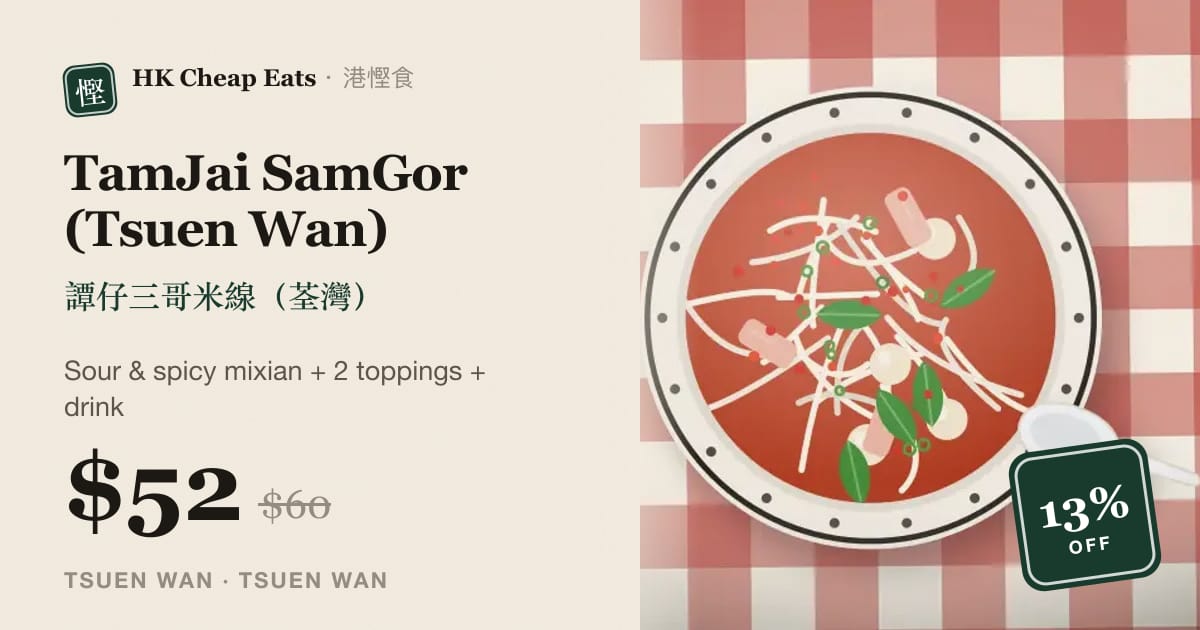 慳
HK Cheap Eats · 港慳食
TamJai SamGor
(Tsuen Wan)
譚仔三哥米線（荃灣）
Sour & spicy mixian + 2 toppings +
drink
$52 $60
TSUEN WAN · TSUEN WAN
13%
OFF